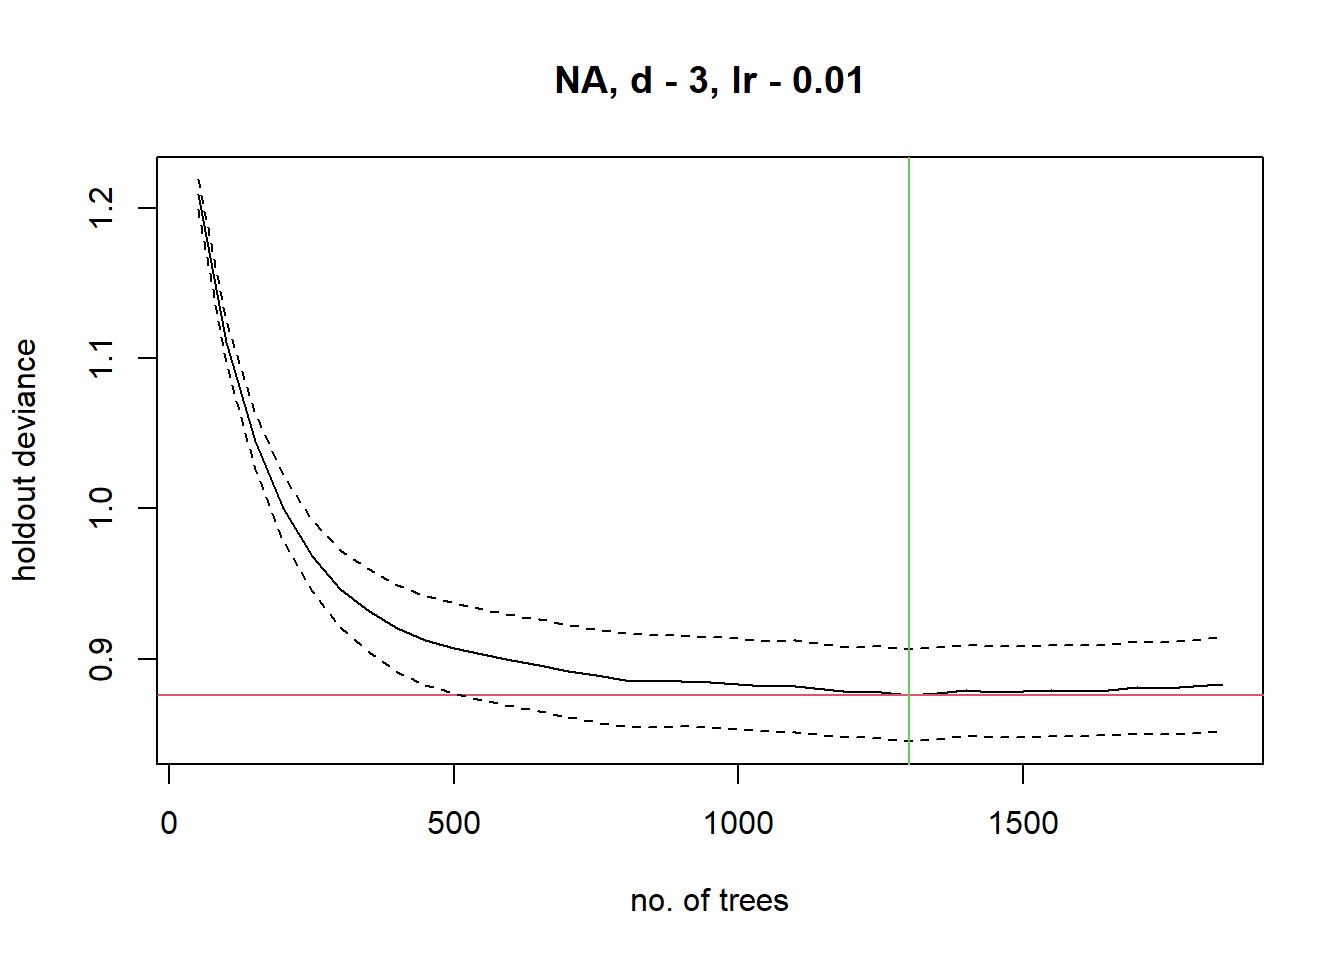 NA, d - 3, lr - 0.01
holdout deviance
1.2
1.1
1.0
0.9
0 500 1000 1500
no. of trees